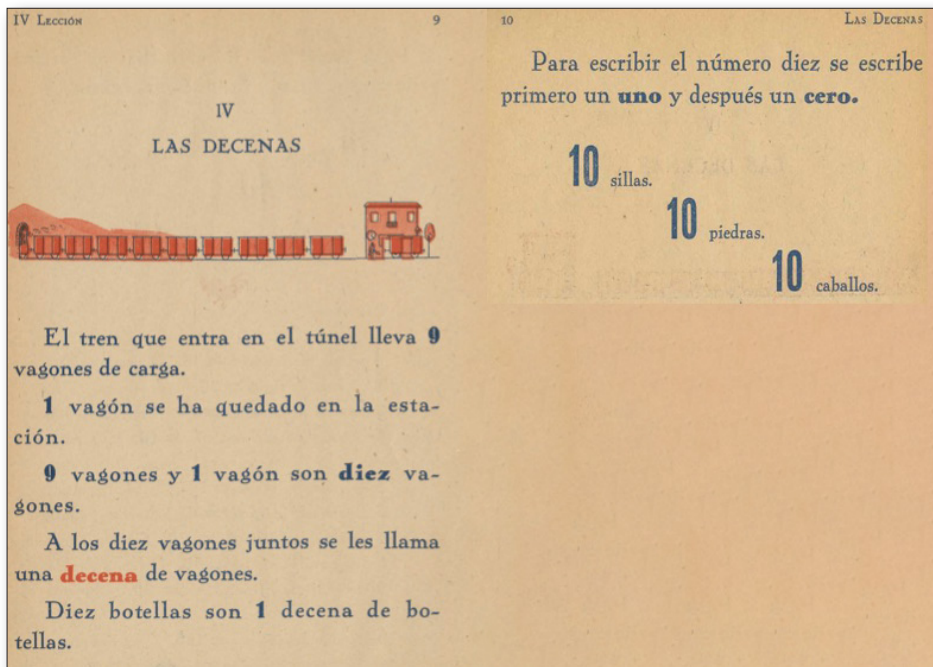 IV Lección 9
IV
LAS DECENAS
El tren que entra en el túnel lleva 9
vagones de carga.
1 vagón se ha quedado en la esta-
ción.
9 vagones y 1 vagón son diez va-
gones.
A los diez vagones juntos se les llama
una decena de vagones.
Diez botellas son 1 decena de bo-
tellas.
10 Las Decenas
Para escribir el número diez se escribe
primero un uno y después un cero.
10 sillas.
10 piedras.
10 caballos.